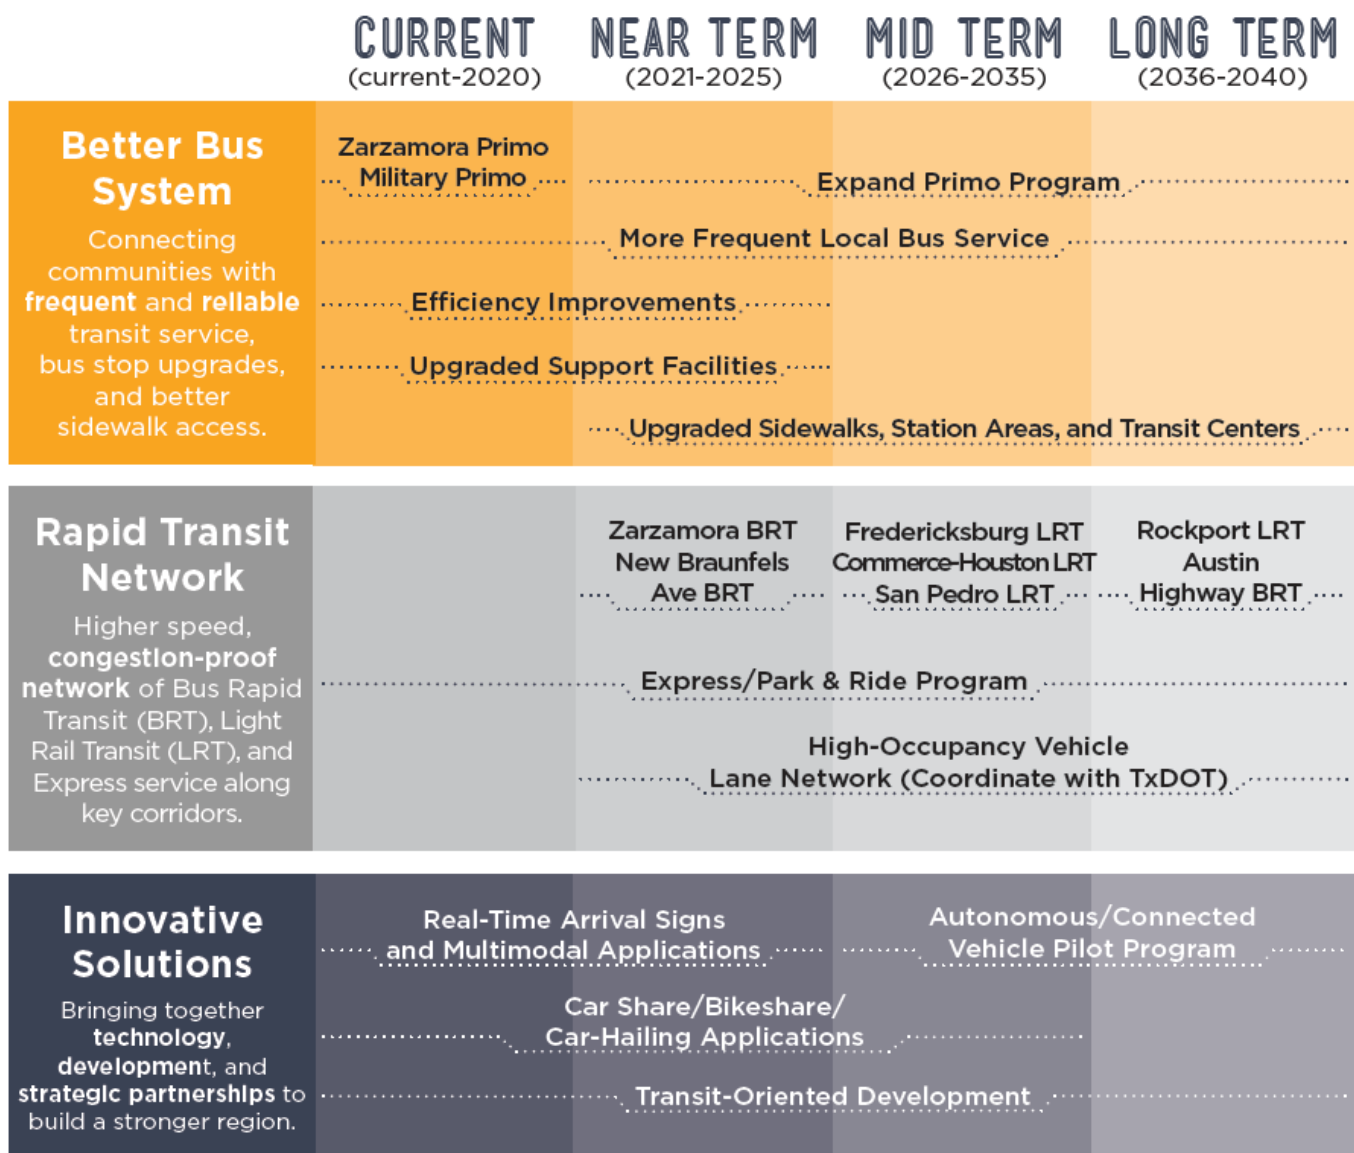 CURRENT
(current-2020)
NEAR TERM
(2021-2025)
MID TERM
(2026-2035)
LONG TERM
(2036-2040)
Better Bus
System
Connecting
communities with
frequent and reliable
transit service,
bus stop upgrades,
and better
sidewalk access.
Zarzamora Primo
Military Primo
Expand Primo Program
More Frequent Local Bus Service
Efficiency Improvements
Upgraded Support Facilities
Upgraded Sidewalks, Station Areas, and Transit Centers
Rapid Transit
Network
Higher speed,
congestion-proof
network of Bus Rapid
Transit (BRT), Light
Rail Transit (LRT), and
Express service along
key corridors.
Zarzamora BRT
New Braunfels
Ave BRT
Fredericksburg LRT
Commerce-Houston LRT
San Pedro LRT
Rockport LRT
Austin
Highway BRT
Express/Park & Ride Program
High-Occupancy Vehicle
Lane Network (Coordinate with TxDOT)
Innovative
Solutions
Bringing together
technology,
development, and
strategic partnerships to
build a stronger region.
Real-Time Arrival Signs
and Multimodal Applications
Autonomous/Connected
Vehicle Pilot Program
Car Share/Bikeshare/
Car-Hailing Applications
Transit-Oriented Development